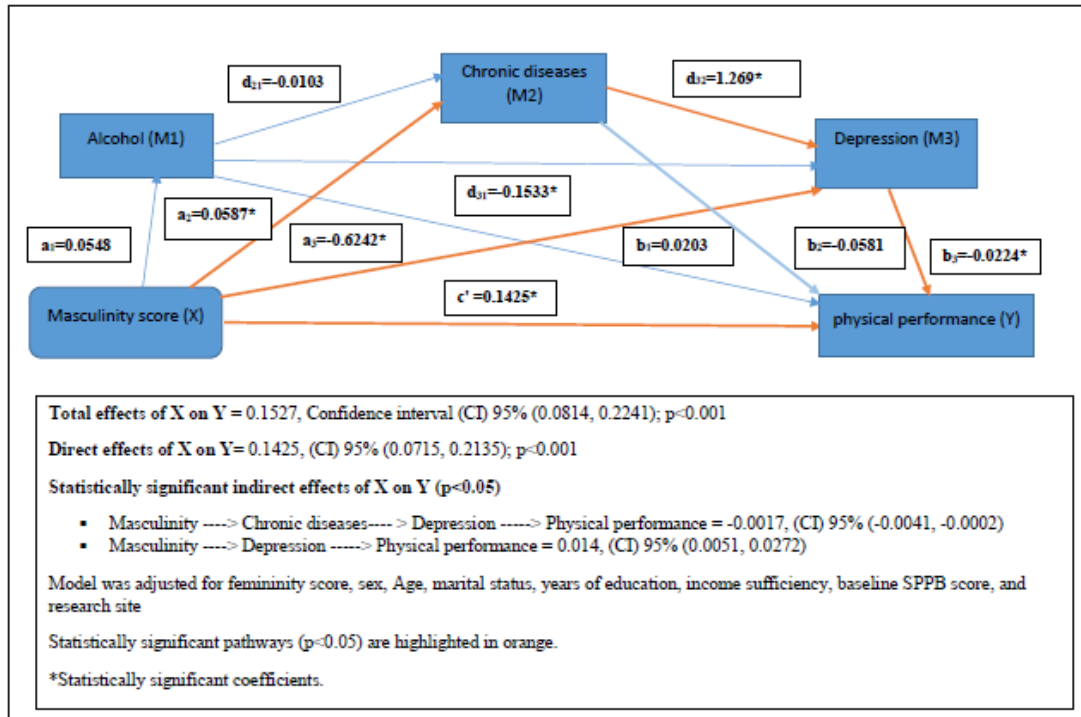 Chronic diseases
(M2)
d21=-0.0103
d32=1.269*
Alcohol (M1)
Depression (M3)
d31=-0.1533*
a2=0.0587*
a1=0.0548
a3=-0.6242*
b1=0.0203
b2=-0.0581
b3=-0.0224*
c' =0.1425*
Masculinity score (X)
physical performance (Y)
Total effects of X on Y = 0.1527, Confidence interval (CI) 95% (0.0814, 0.2241); p<0.001
Direct effects of X on Y= 0.1425, (CI) 95% (0.0715, 0.2135); p<0.001
Statistically significant indirect effects of X on Y (p<0.05)
▪ Masculinity ----> Chronic diseases---- > Depression -----> Physical performance = -0.0017, (CI) 95% (-0.0041, -0.0002)
▪ Masculinity ----> Depression -----> Physical performance = 0.014, (CI) 95% (0.0051, 0.0272)
Model was adjusted for femininity score, sex, Age, marital status, years of education, income sufficiency, baseline SPPB score, and
research site
Statistically significant pathways (p<0.05) are highlighted in orange.
*Statistically significant coefficients.